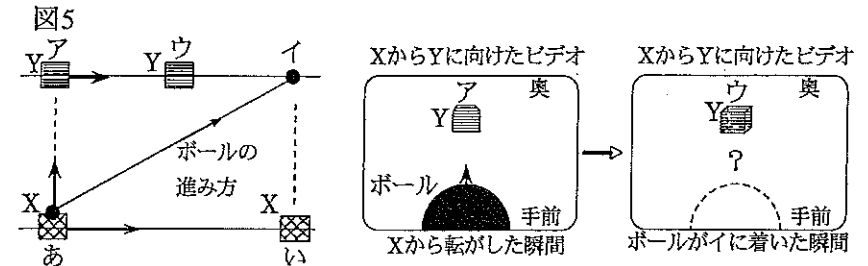 図5
ア
ウ
イ
Y
Y
ボールの
進み方
X
X
あ
い
XからYに向けたビデオ
ア
奥
Y
ボール
手前
Xから転がした瞬間
XからYに向けたビデオ
ウ
奥
Y
?
手前
ボールがイに着いた瞬間